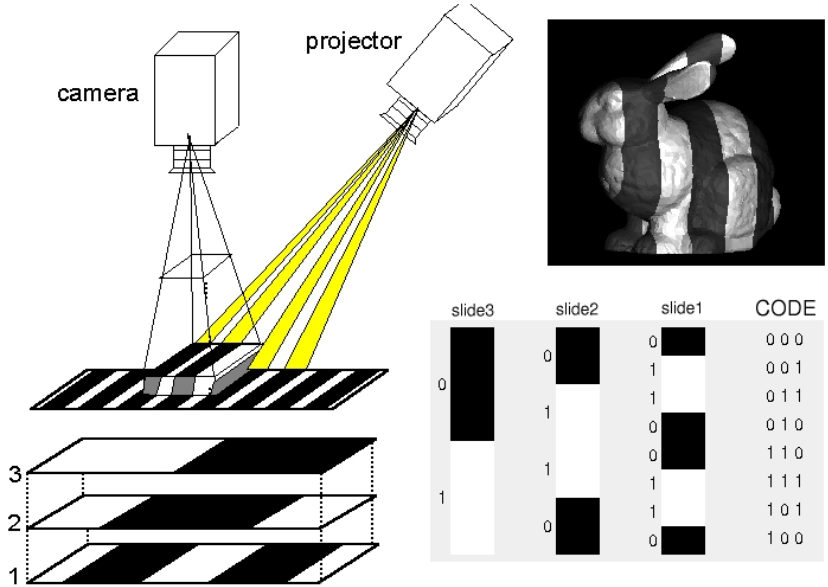 projector
camera
3
2
1
slide3 slide2 slide1 CODE
0 0 0 0 0 0
1 0 0 1
0 1 1 0 1 1
0 0 1 0
1 0 1 1 0
1 1 1 1 1
1 1 0 1
0 0 1 0 0